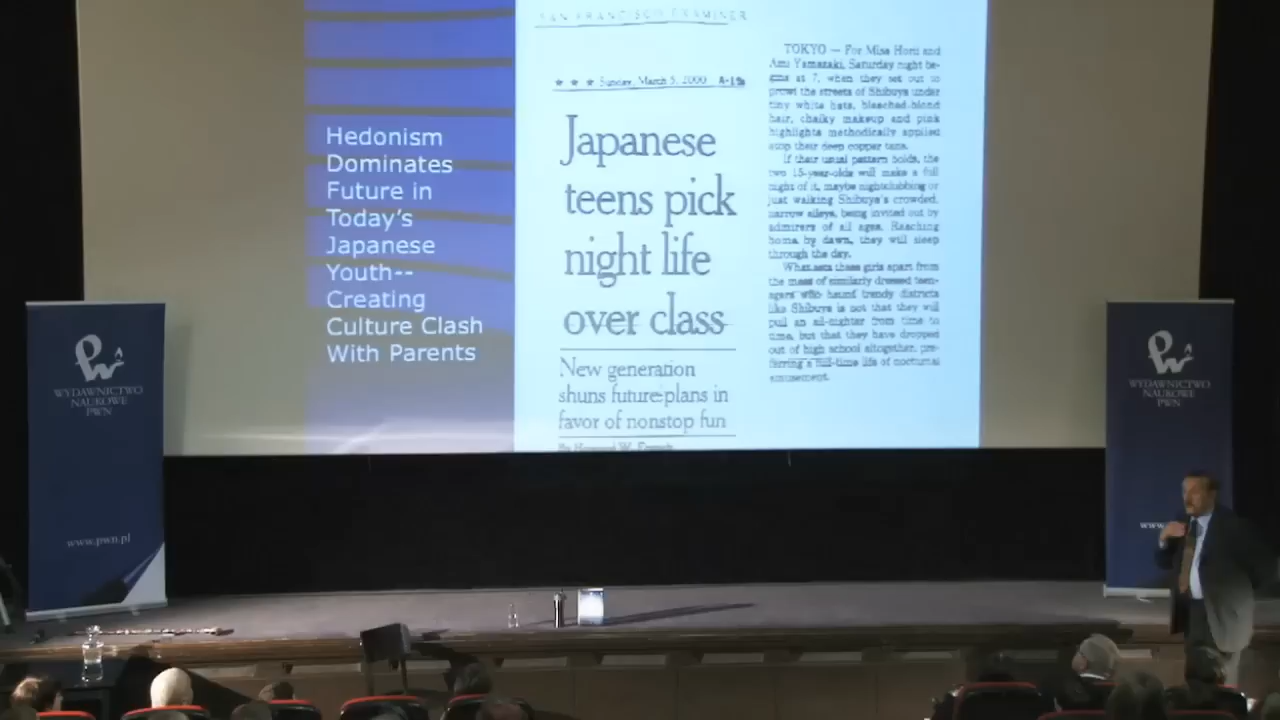 Hedonism
Dominates
Future in
Today's
Japanese
Youth--
Creating
Culture Clash
With Parents
SAN FRANCISCO EXAMINER
★ ★ ★ Sunday, March 5, 2000
Japanese
teens pick
night life
over class
New generation
shuns future plans in
favor of nonstop fun
By Howard W. French
TOKYO — For Misa Horii and
Ami Yamazaki, Saturday night be-
gins at 7, when they set out to
prowl the streets of Shibuya under
tiny white hats, bleached-blond
hair, chalky makeup and pink
highlights methodically applied
atop their deep copper tans.
If their usual pattern holds, the
two 15-year-olds will make a full
night of it, maybe nightclubbing or
just walking Shibuya's crowded,
narrow alleys, being invited out by
admirers of all ages. Reaching
home by dawn, they will sleep
through the day.
What sets these girls apart from
the mass of similarly dressed teen-
agers who haunt trendy districts
like Shibuya is not that they will
pull an all-nighter from time to
time, but that they have dropped
out of high school altogether, pre-
ferring a full-time life of nocturnal
amusement.
WYDAWNICTWO
NAUKOWE
PWN
www.pwn.pl
WYDAWNICTWO
NAUKOWE
PWN
www